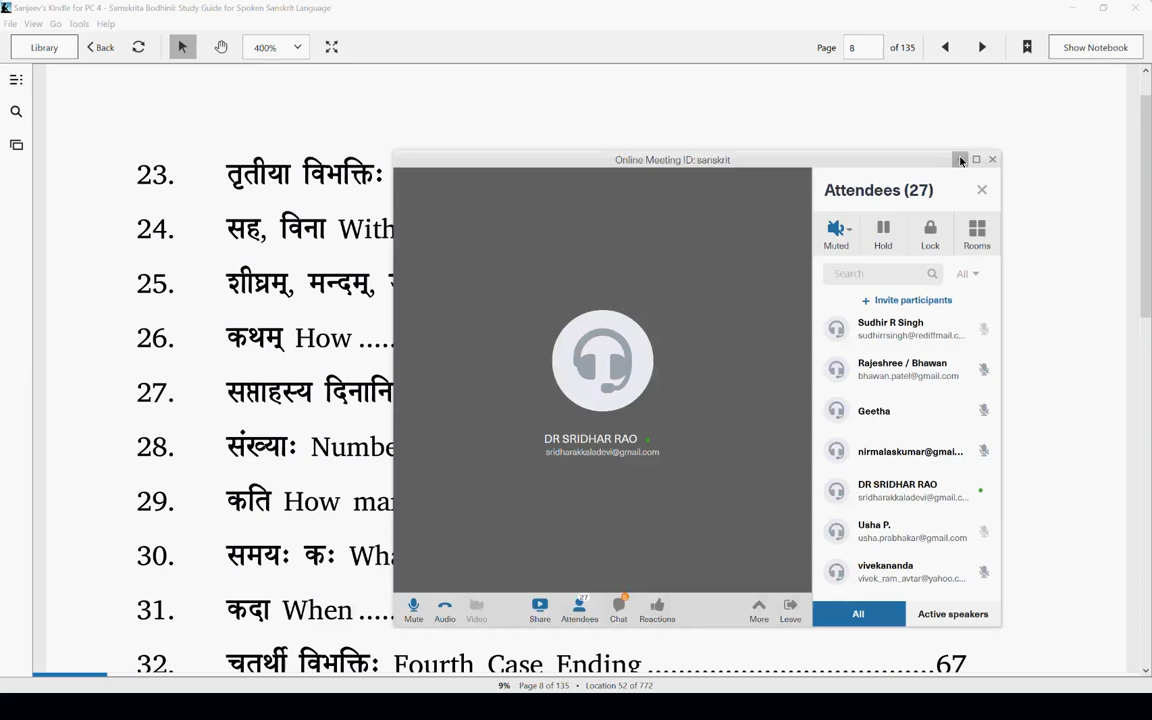 Sanjeev's Kindle for PC 4 - Samskrita Bodhinii: Study Guide for Spoken Sanskrit Language
File View Go Tools Help
Library Back 400% Page 8 of 135 Show Notebook
23. तृतीया विभक्तिः
24. सह, विना With
25. शीघ्रम्, मन्दम्,
26. कथम् How .....
27. सप्ताहस्य दिनानि
28. संख्याः Numbe
29. कति How ma
30. समयः कः Wha
31. कदा When ....
32. चतुर्थी विभक्तिः Fourth Case Ending ....................................67
Online Meeting ID: sanskrit
DR SRIDHAR RAO
sridharakkaladevi@gmail.com
Mute Audio Video Share 27 Attendees Chat Reactions More Leave
Attendees (27)
Muted Hold Lock Rooms
Search All
+ Invite participants
Sudhir R Singh
sudhirrsingh@rediffmail.c...
Rajeshree / Bhawan
bhawan.patel@gmail.com
Geetha
nirmalaskumar@gmai...
DR SRIDHAR RAO
sridharakkaladevi@gmail.c...
Usha P.
usha.prabhakar@gmail.com
vivekananda
vivek_ram_avtar@yahoo.c...
All Active speakers
9% Page 8 of 135 • Location 52 of 772